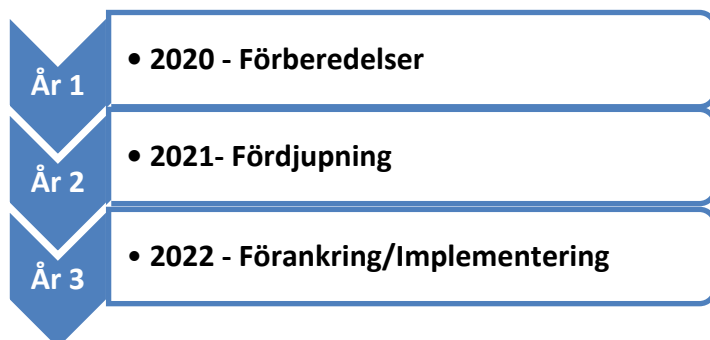 År 1
• 2020 - Förberedelser
År 2
• 2021- Fördjupning
År 3
• 2022 - Förankring/Implementering